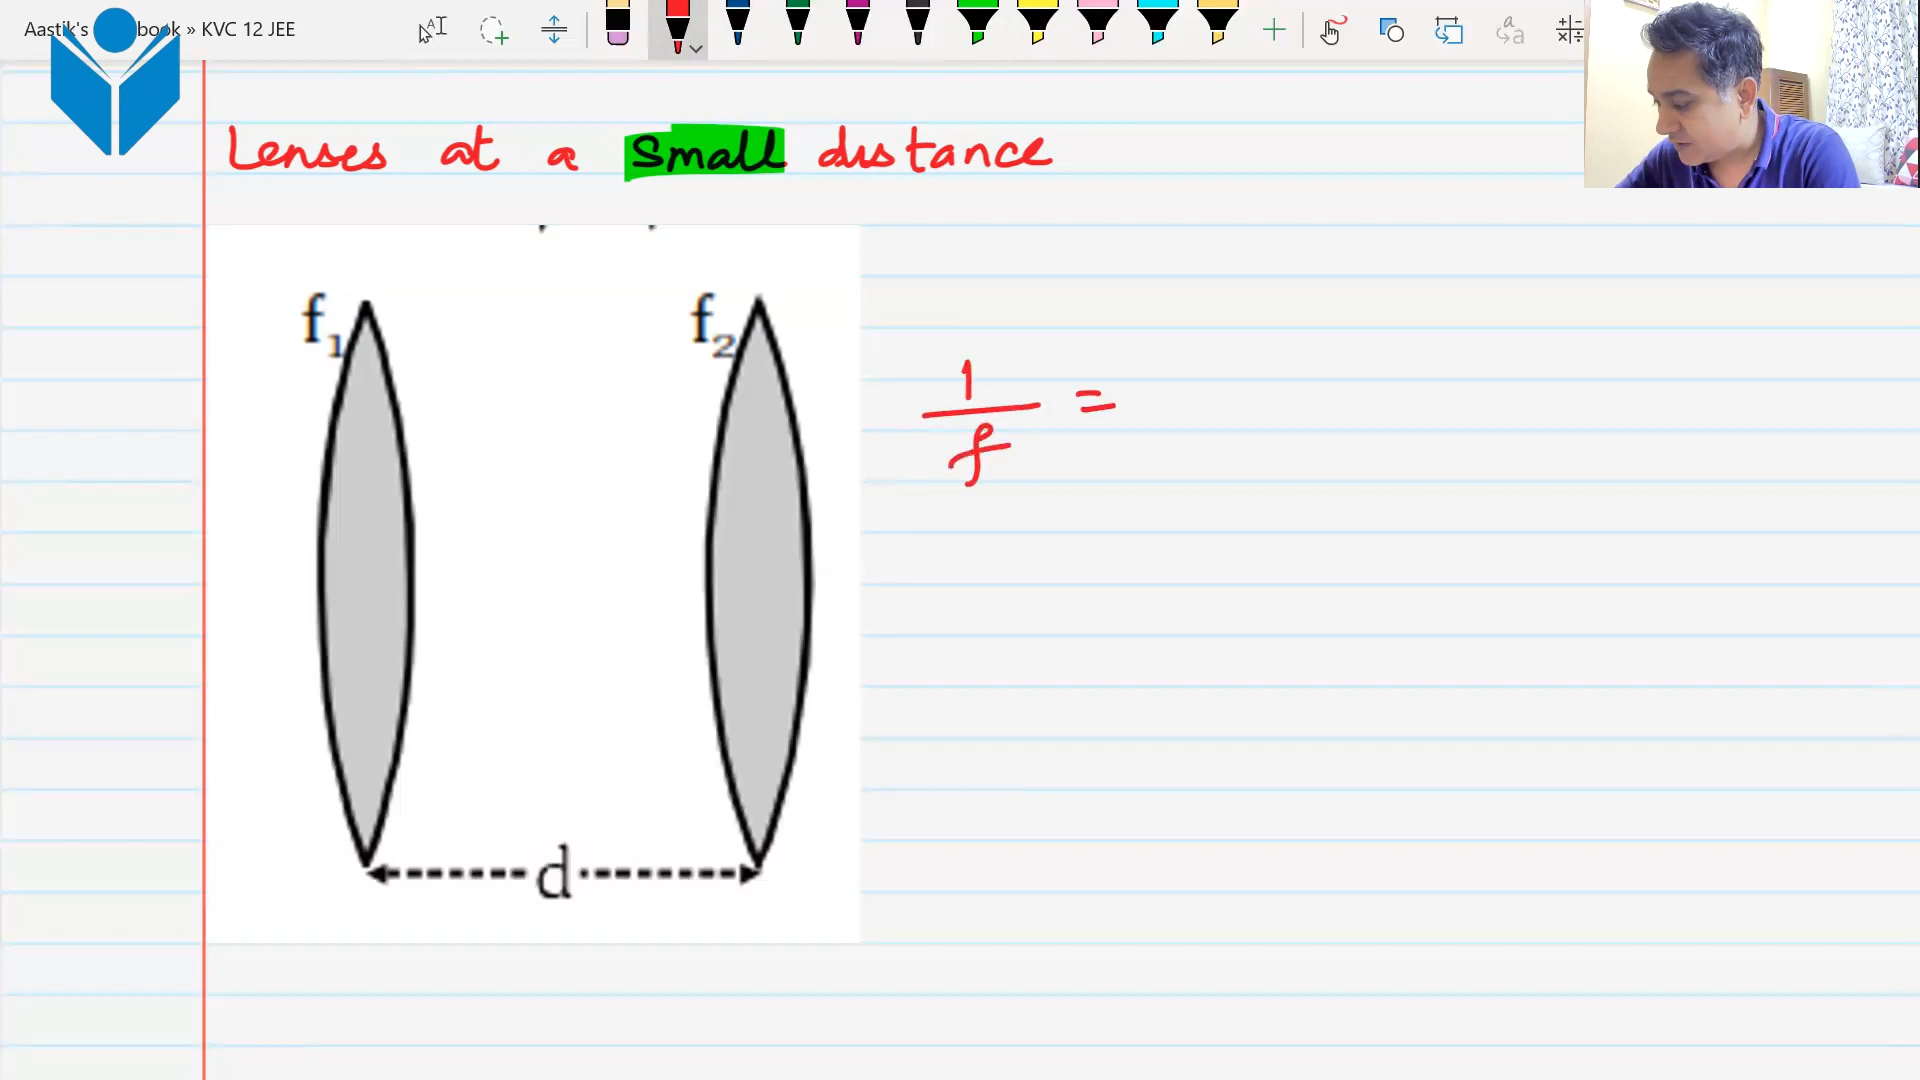 Aastik's book » KVC 12 JEE
Lenses at a Small distance
f₁ f₂
1
f =
d